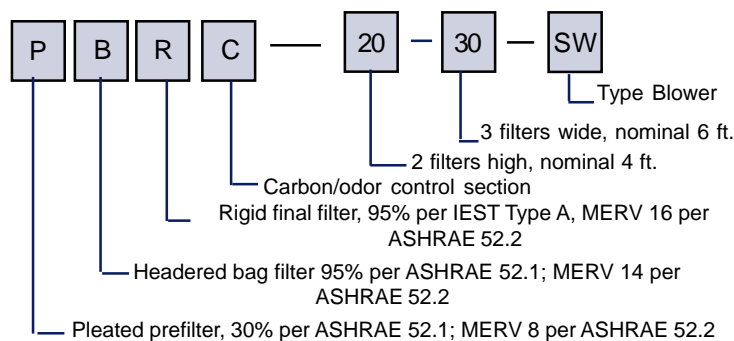 P B R C — 20 — 30 — SW
Type Blower
3 filters wide, nominal 6 ft.
2 filters high, nominal 4 ft.
Carbon/odor control section
Rigid final filter, 95% per IEST Type A, MERV 16 per
ASHRAE 52.2
Headered bag filter 95% per ASHRAE 52.1; MERV 14 per
ASHRAE 52.2
Pleated prefilter, 30% per ASHRAE 52.1; MERV 8 per ASHRAE 52.2